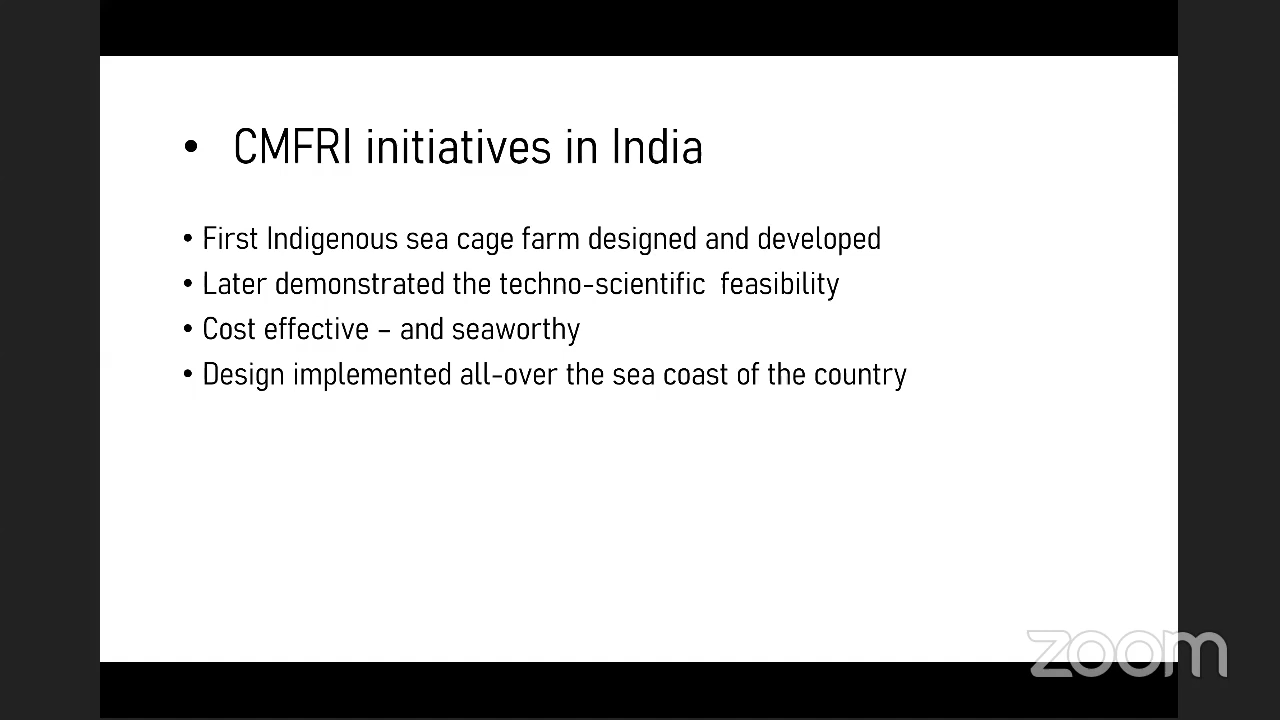 • CMFRI initiatives in India
• First Indigenous sea cage farm designed and developed
• Later demonstrated the techno-scientific  feasibility
• Cost effective – and seaworthy
• Design implemented all-over the sea coast of the country
zoom